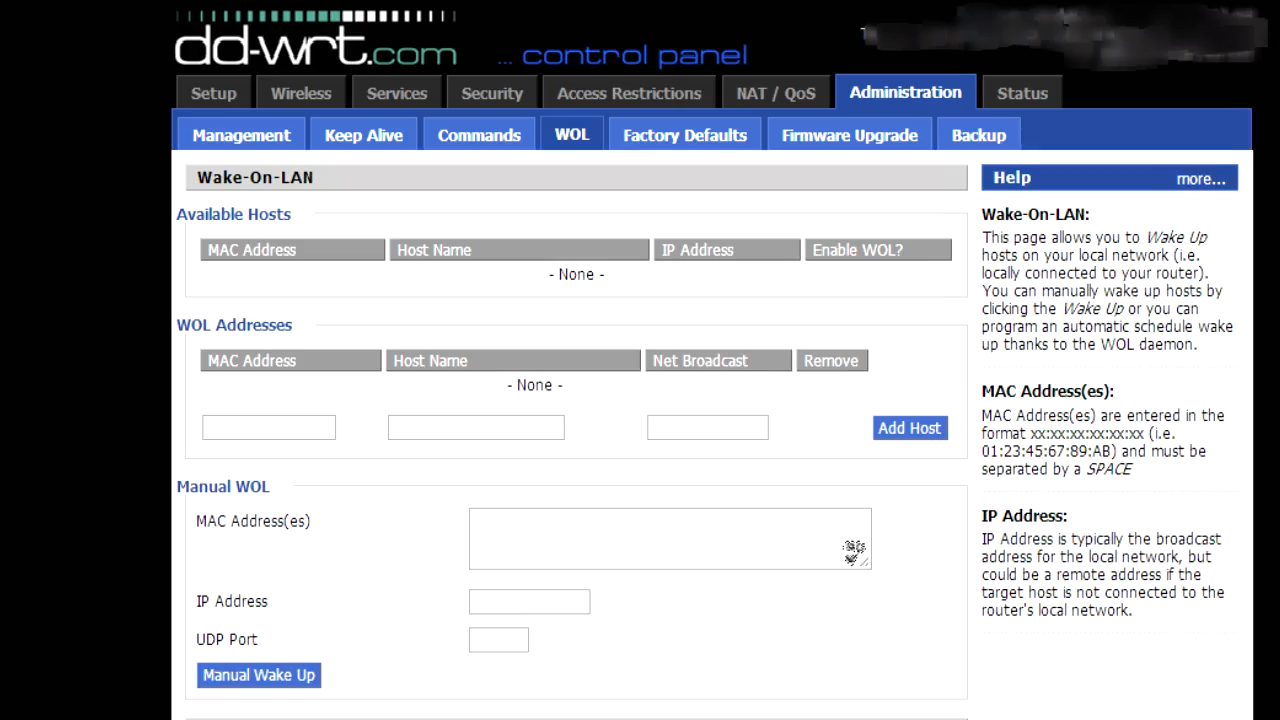 dd-wrt.com ... control panel
Setup Wireless Services Security Access Restrictions NAT / QoS Administration Status
Management Keep Alive Commands WOL Factory Defaults Firmware Upgrade Backup
Wake-On-LAN
Available Hosts
MAC Address Host Name IP Address Enable WOL?
- None -
WOL Addresses
MAC Address Host Name Net Broadcast Remove
- None -
Add Host
Manual WOL
MAC Address(es)
IP Address
UDP Port
Manual Wake Up
Help more...
Wake-On-LAN:
This page allows you to Wake Up
hosts on your local network (i.e.
locally connected to your router).
You can manually wake up hosts by
clicking the Wake Up or you can
program an automatic schedule wake
up thanks to the WOL daemon.
MAC Address(es):
MAC Address(es) are entered in the
format xx:xx:xx:xx:xx:xx (i.e.
01:23:45:67:89:AB) and must be
separated by a SPACE
IP Address:
IP Address is typically the broadcast
address for the local network, but
could be a remote address if the
target host is not connected to the
router's local network.